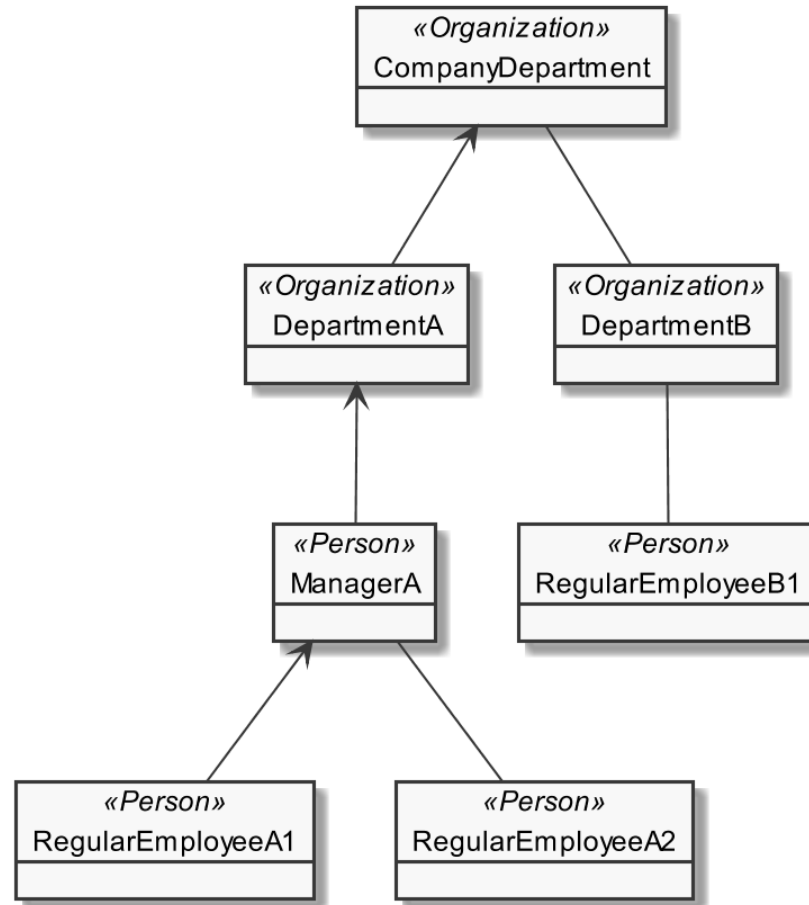 «Organization»
CompanyDepartment
«Organization»
DepartmentA
«Organization»
DepartmentB
«Person»
ManagerA
«Person»
RegularEmployeeB1
«Person»
RegularEmployeeA1
«Person»
RegularEmployeeA2